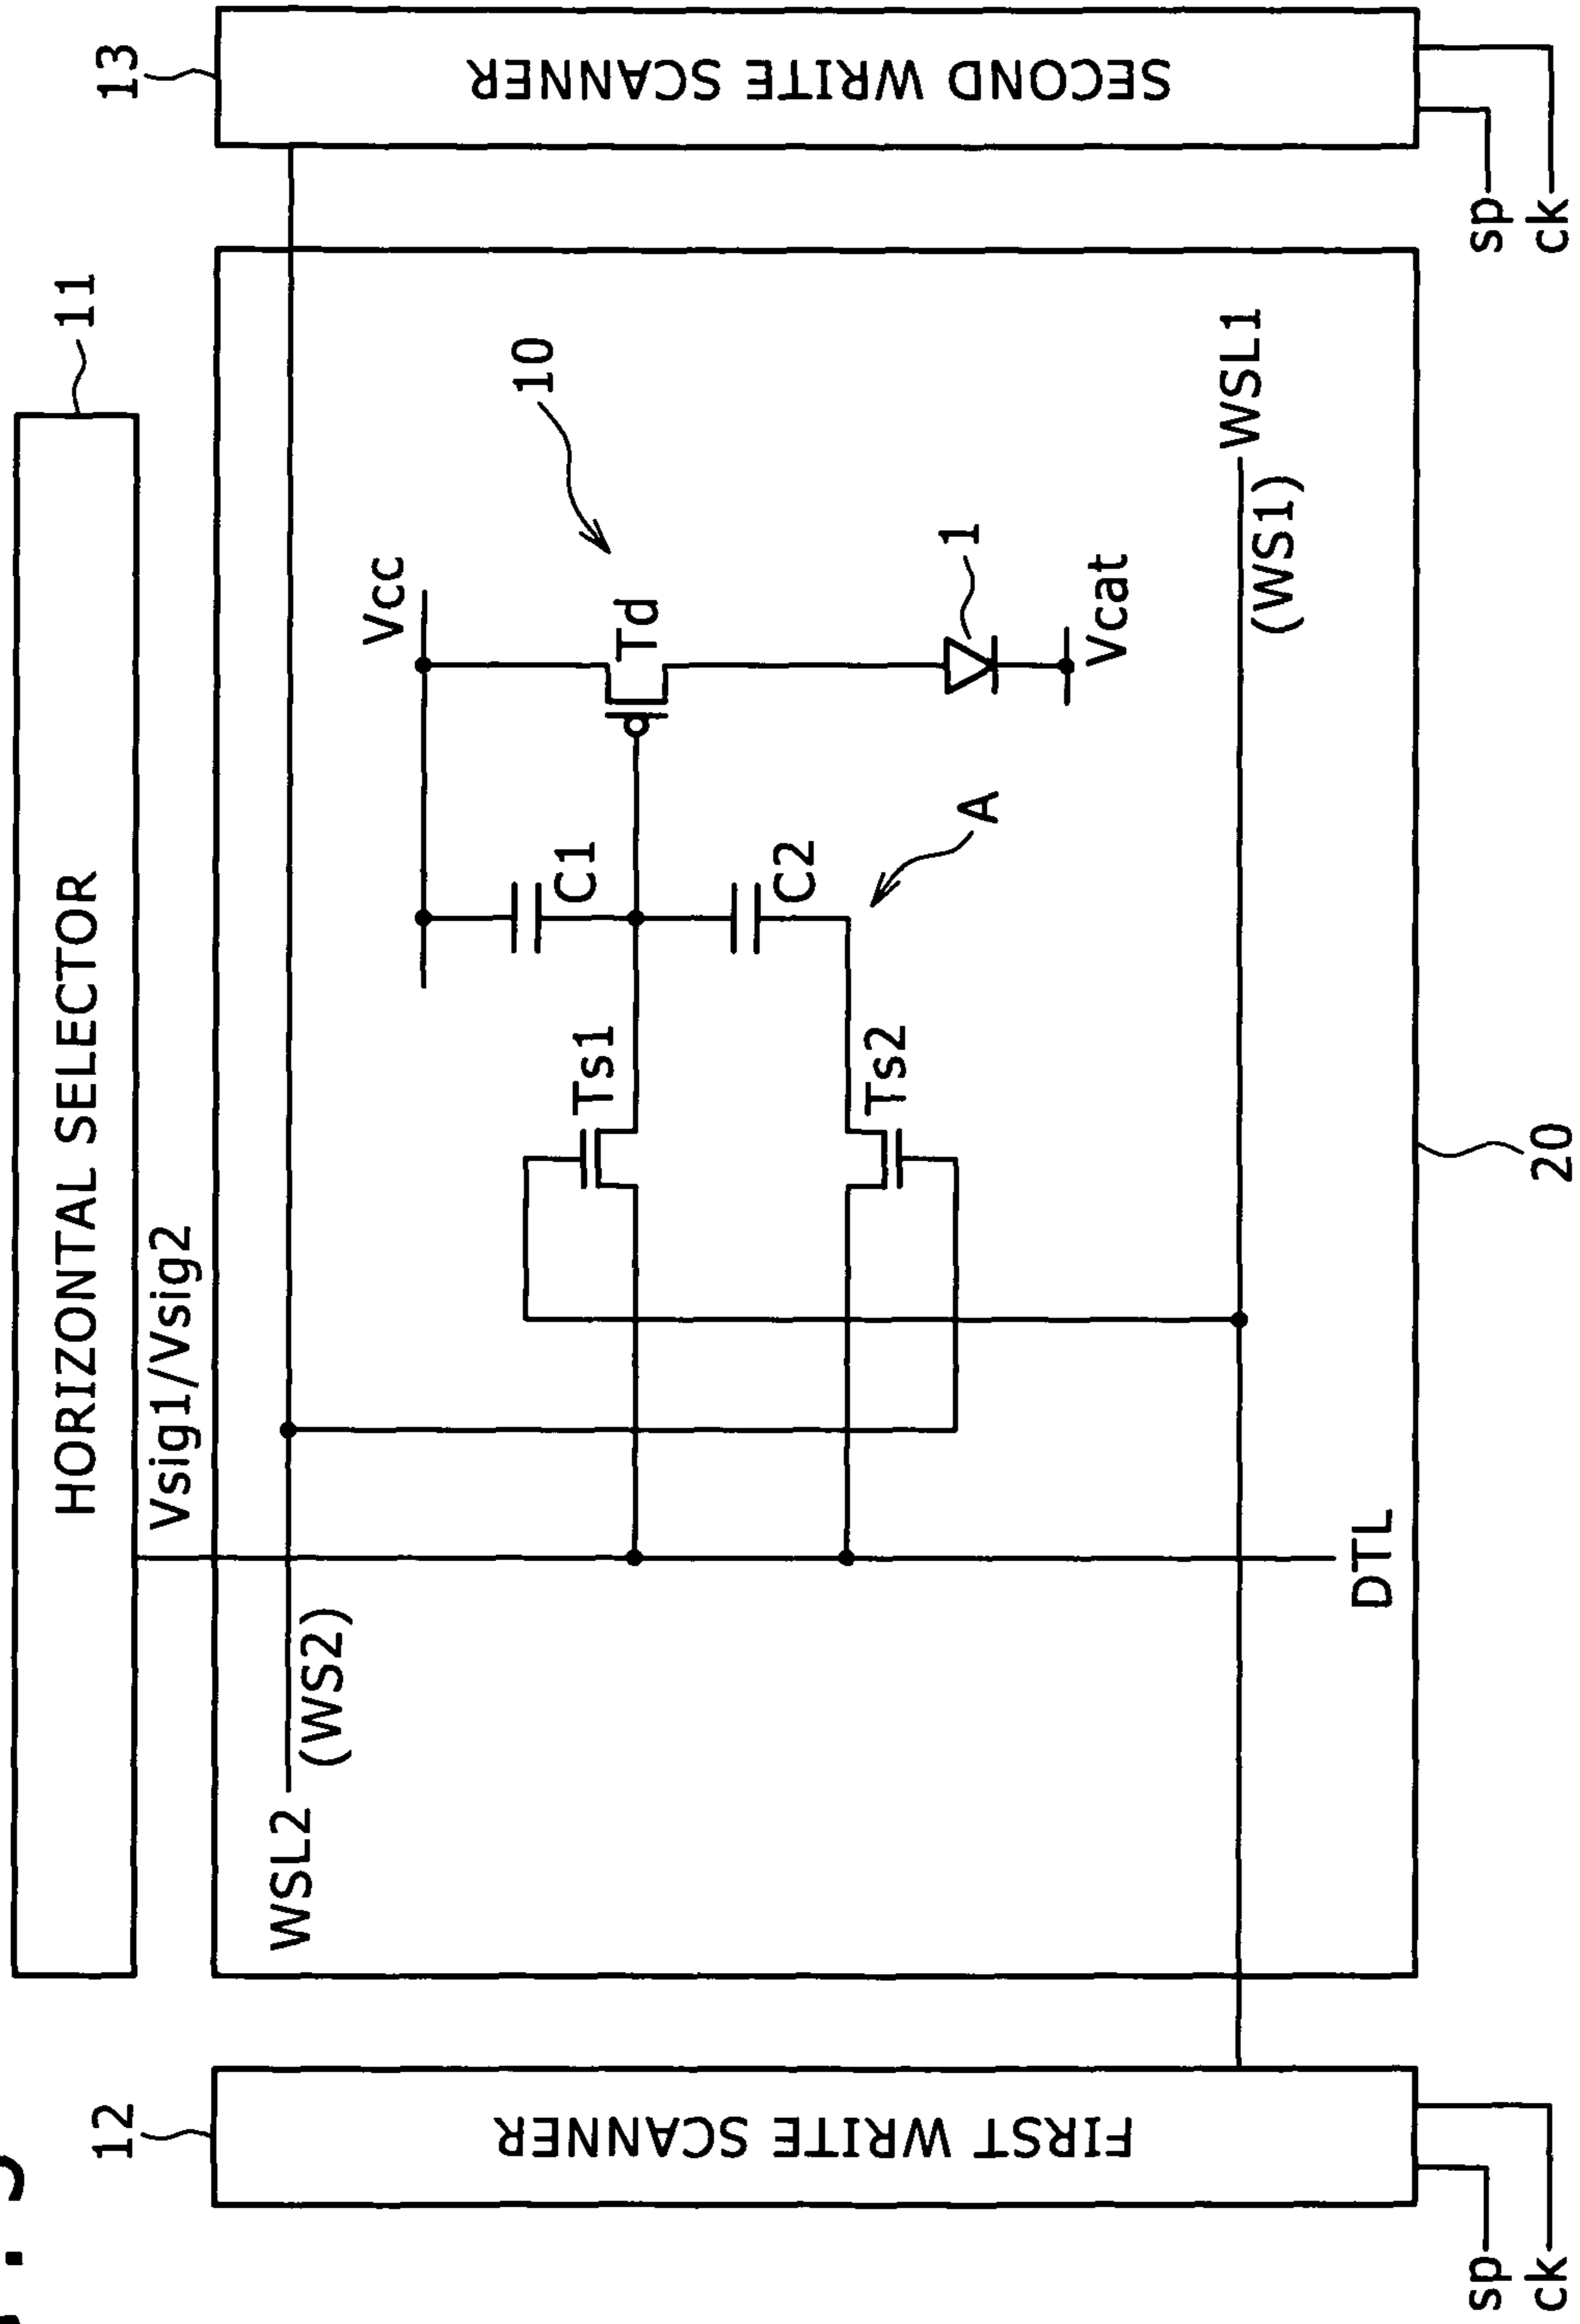 11
HORIZONTAL SELECTOR
12
13
Vsig1/Vsig2
WSL2
(WS2)
Vcc
10
C1
Ts1
Td
C2
A
1
Ts2
Vcat
WSL1
(WS1)
DTL
FIRST WRITE SCANNER
SECOND WRITE SCANNER
20
sp
ck
sp
ck